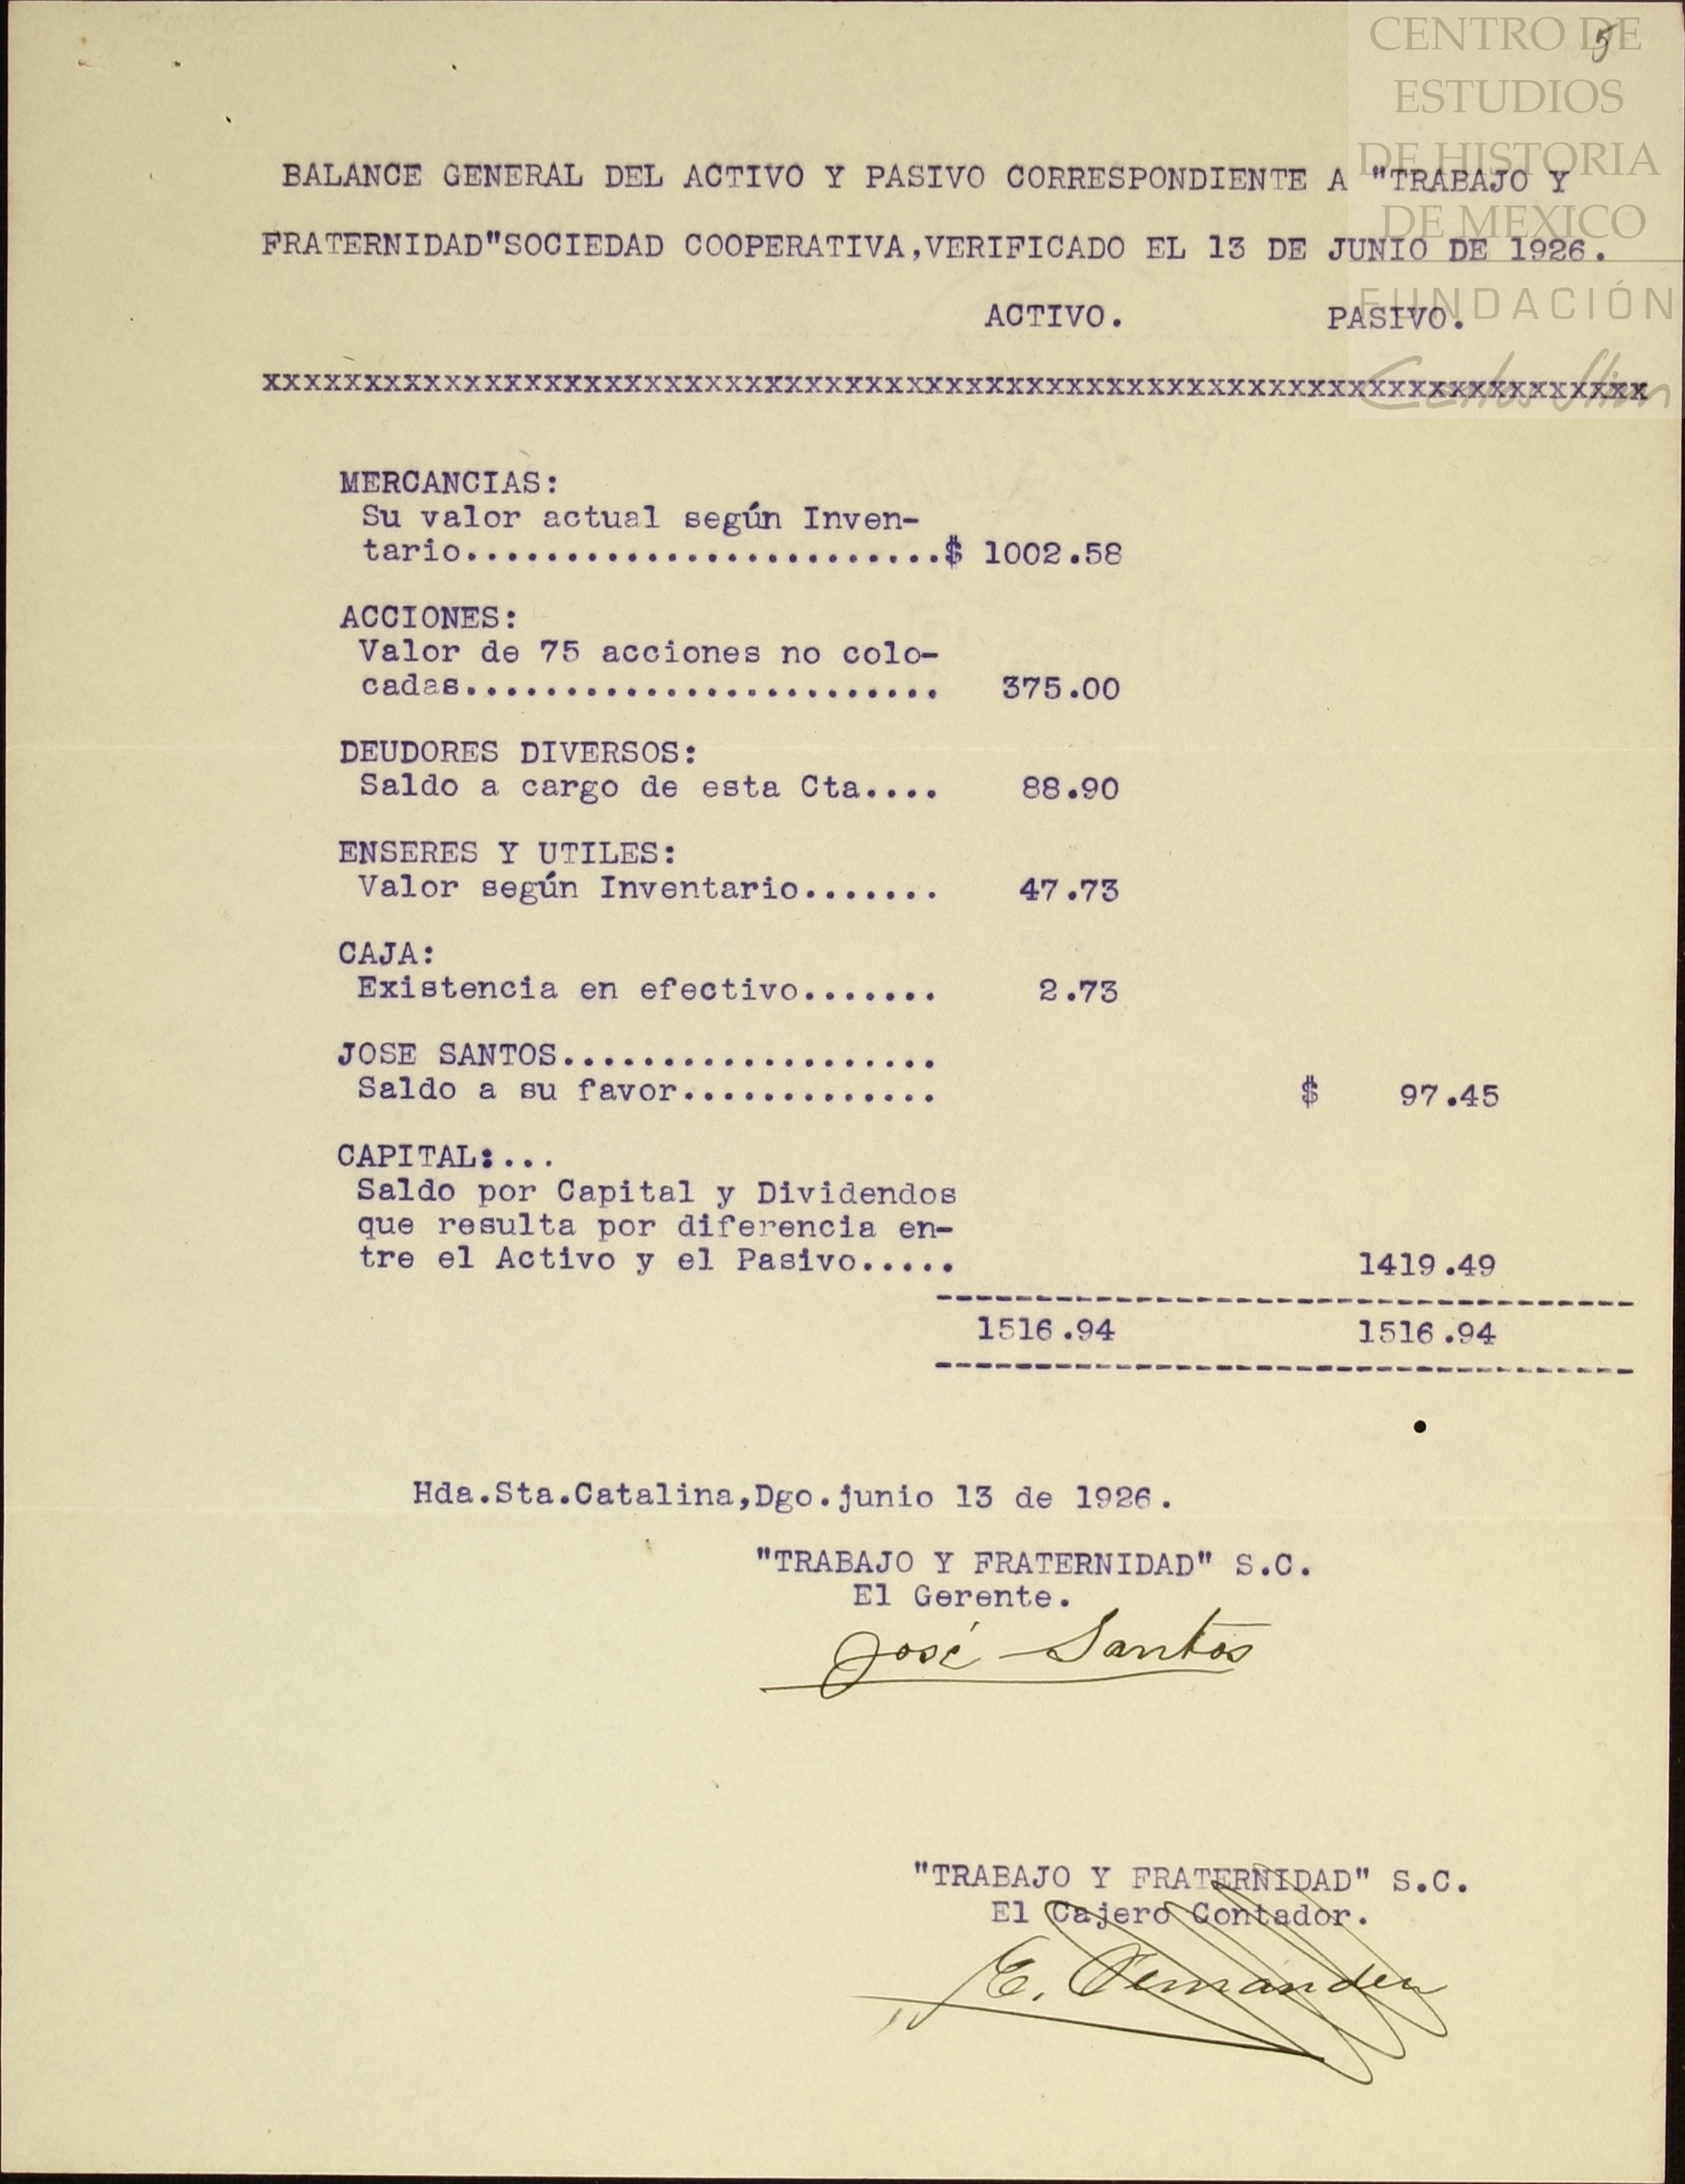 CENTRO DE
ESTUDIOS
DE HISTORIA
DE MEXICO
FUNDACIÓN
Carlos Slim
5
BALANCE GENERAL DEL ACTIVO Y PASIVO CORRESPONDIENTE A "TRABAJO Y
FRATERNIDAD"SOCIEDAD COOPERATIVA,VERIFICADO EL 13 DE JUNIO DE 1926.
ACTIVO. PASIVO.
xxxxxxxxxxxxxxxxxxxxxxxxxxxxxxxxxxxxxxxxxxxxxxxxxxxxxxxxxxxxxxxxxxxxx
MERCANCIAS:
Su valor actual según Inven-
tario........................$ 1002.58
ACCIONES:
Valor de 75 acciones no colo-
cadas........................ 375.00
DEUDORES DIVERSOS:
Saldo a cargo de esta Cta.... 88.90
ENSERES Y UTILES:
Valor según Inventario....... 47.73
CAJA:
Existencia en efectivo....... 2.73
JOSE SANTOS...................
Saldo a su favor............. $ 97.45
CAPITAL:...
Saldo por Capital y Dividendos
que resulta por diferencia en-
tre el Activo y el Pasivo..... 1419.49
-----------------------------------
1516.94 1516.94
-----------------------------------
Hda.Sta.Catalina,Dgo.junio 13 de 1926.
"TRABAJO Y FRATERNIDAD" S.C.
El Gerente.
José Santos
"TRABAJO Y FRATERNIDAD" S.C.
El Cajero Contador.
E. Fernández